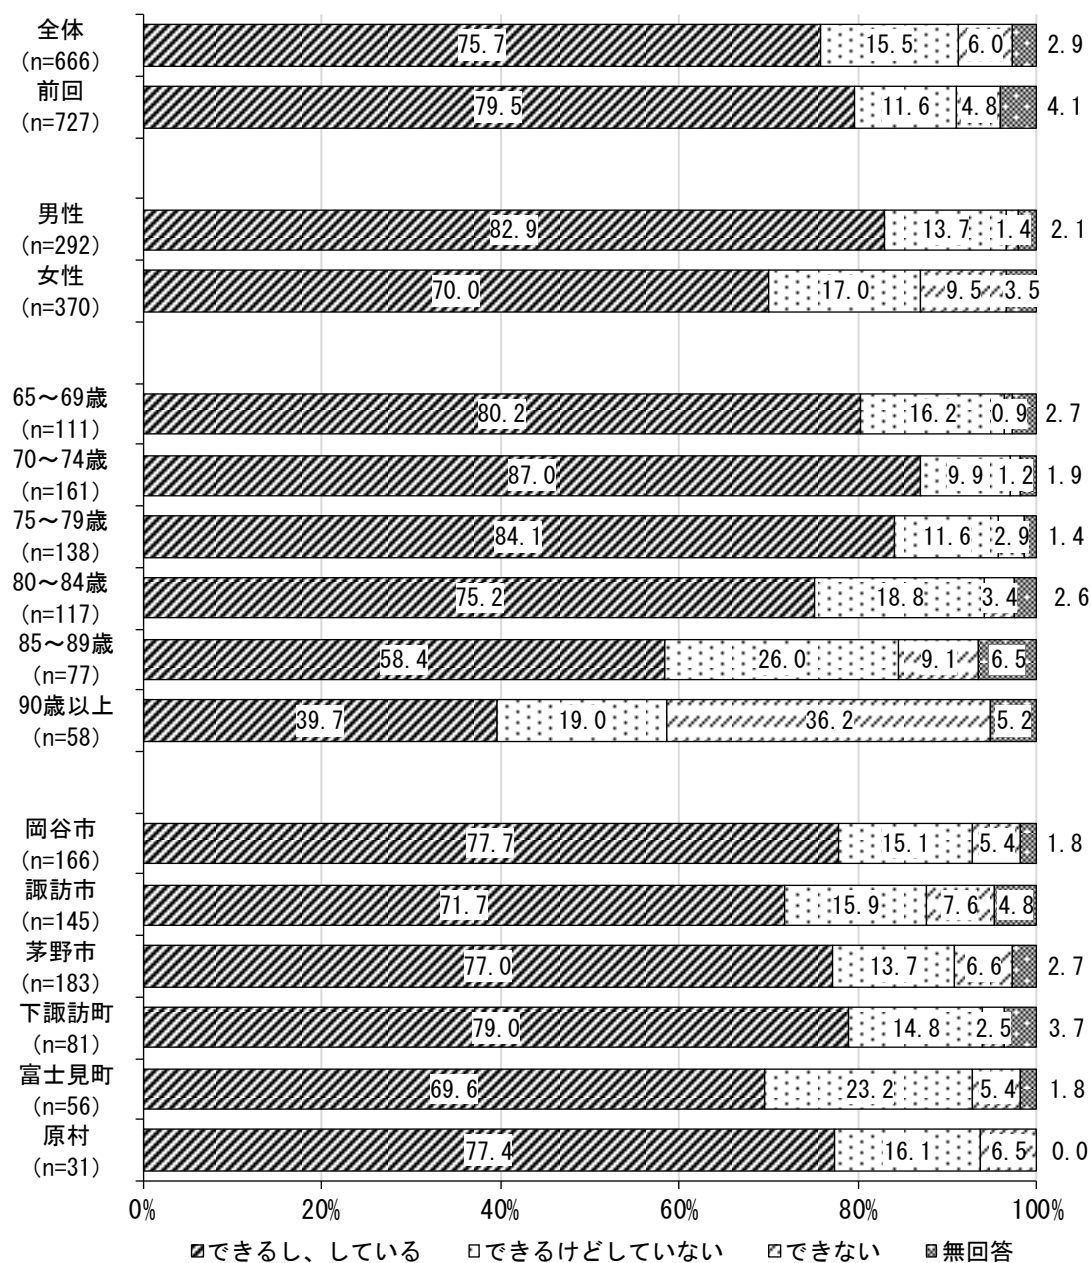 全体 75.7 15.5 6.0 2.9
(n=666)
前回 79.5 11.6 4.8 4.1
(n=727)
男性 82.9 13.7 1.4 2.1
(n=292)
女性 70.0 17.0 9.5 3.5
(n=370)
65～69歳 80.2 16.2 0.9 2.7
(n=111)
70～74歳 87.0 9.9 1.2 1.9
(n=161)
75～79歳 84.1 11.6 2.9 1.4
(n=138)
80～84歳 75.2 18.8 3.4 2.6
(n=117)
85～89歳 58.4 26.0 9.1 6.5
(n=77)
90歳以上 39.7 19.0 36.2 5.2
(n=58)
岡谷市 77.7 15.1 5.4 1.8
(n=166)
諏訪市 71.7 15.9 7.6 4.8
(n=145)
茅野市 77.0 13.7 6.6 2.7
(n=183)
下諏訪町 79.0 14.8 2.5 3.7
(n=81)
富士見町 69.6 23.2 5.4 1.8
(n=56)
原村 77.4 16.1 6.5 0.0
(n=31)
0% 20% 40% 60% 80% 100%
できるし、している できるけどしていない できない 無回答